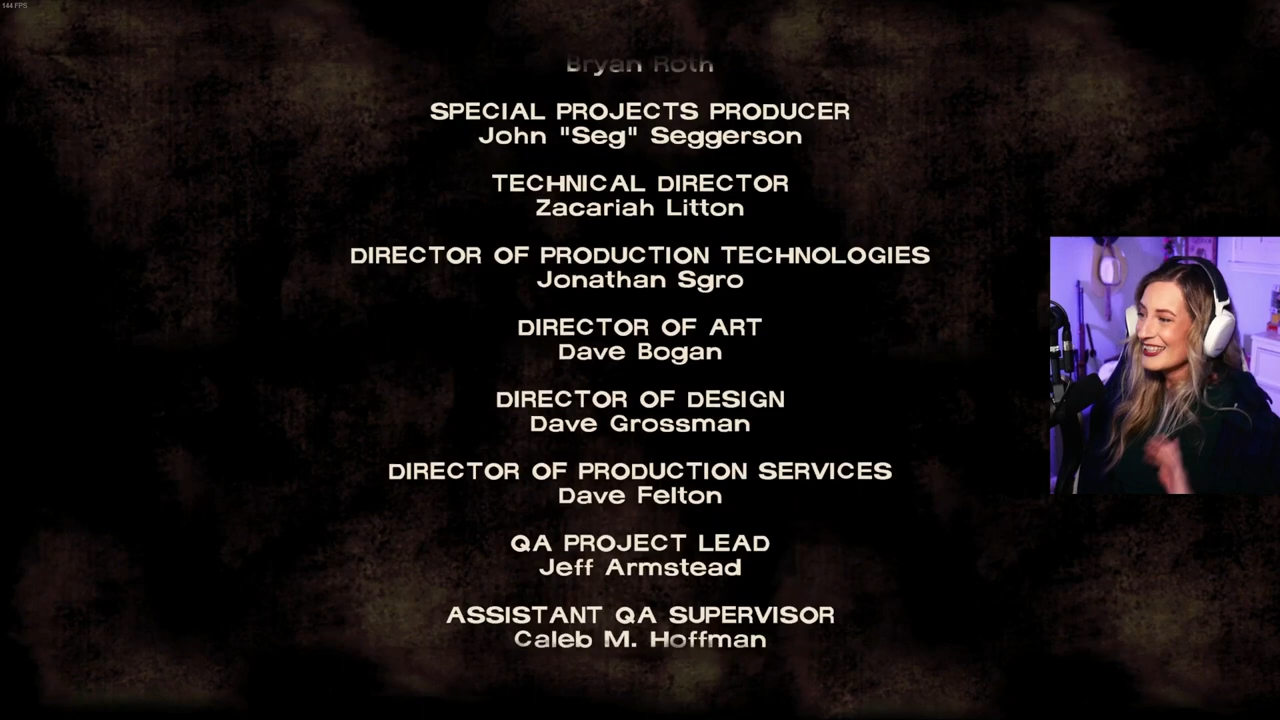 144 FPS
Bryan Roth
SPECIAL PROJECTS PRODUCER
John "Seg" Seggerson
TECHNICAL DIRECTOR
Zacariah Litton
DIRECTOR OF PRODUCTION TECHNOLOGIES
Jonathan Sgro
DIRECTOR OF ART
Dave Bogan
DIRECTOR OF DESIGN
Dave Grossman
DIRECTOR OF PRODUCTION SERVICES
Dave Felton
QA PROJECT LEAD
Jeff Armstead
ASSISTANT QA SUPERVISOR
Caleb M. Hoffman